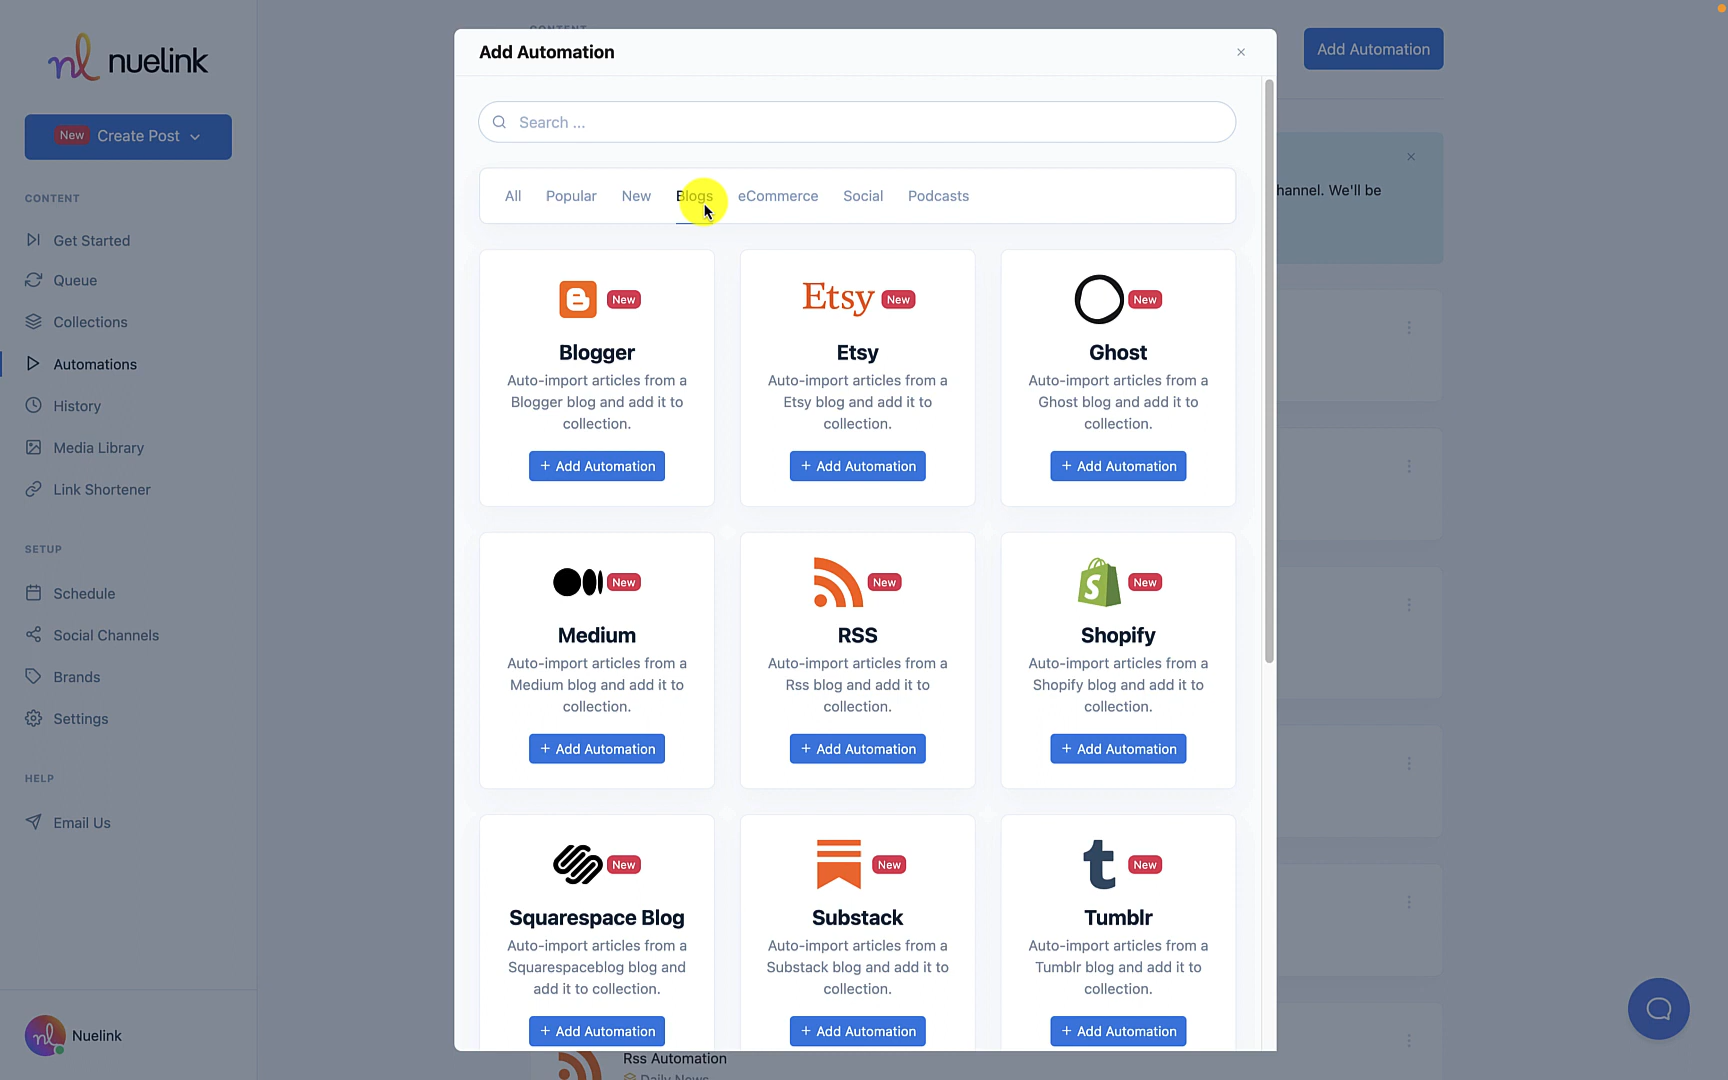 nuelink
New Create Post
CONTENT
Get Started
Queue
Collections
Automations
History
Media Library
Link Shortener
SETUP
Schedule
Social Channels
Brands
Settings
HELP
Email Us
Nuelink
CONTENT
Add Automation
hannel. We'll be
Add Automation
Search ...
All Popular New Blogs eCommerce Social Podcasts
New
Blogger
Auto-import articles from a
Blogger blog and add it to
collection.
+ Add Automation
Etsy New
Etsy
Auto-import articles from a
Etsy blog and add it to
collection.
+ Add Automation
New
Ghost
Auto-import articles from a
Ghost blog and add it to
collection.
+ Add Automation
New
Medium
Auto-import articles from a
Medium blog and add it to
collection.
+ Add Automation
New
RSS
Auto-import articles from a
Rss blog and add it to
collection.
+ Add Automation
New
Shopify
Auto-import articles from a
Shopify blog and add it to
collection.
+ Add Automation
New
Squarespace Blog
Auto-import articles from a
Squarespaceblog blog and
add it to collection.
+ Add Automation
New
Substack
Auto-import articles from a
Substack blog and add it to
collection.
+ Add Automation
New
Tumblr
Auto-import articles from a
Tumblr blog and add it to
collection.
+ Add Automation
Rss Automation
Daily News